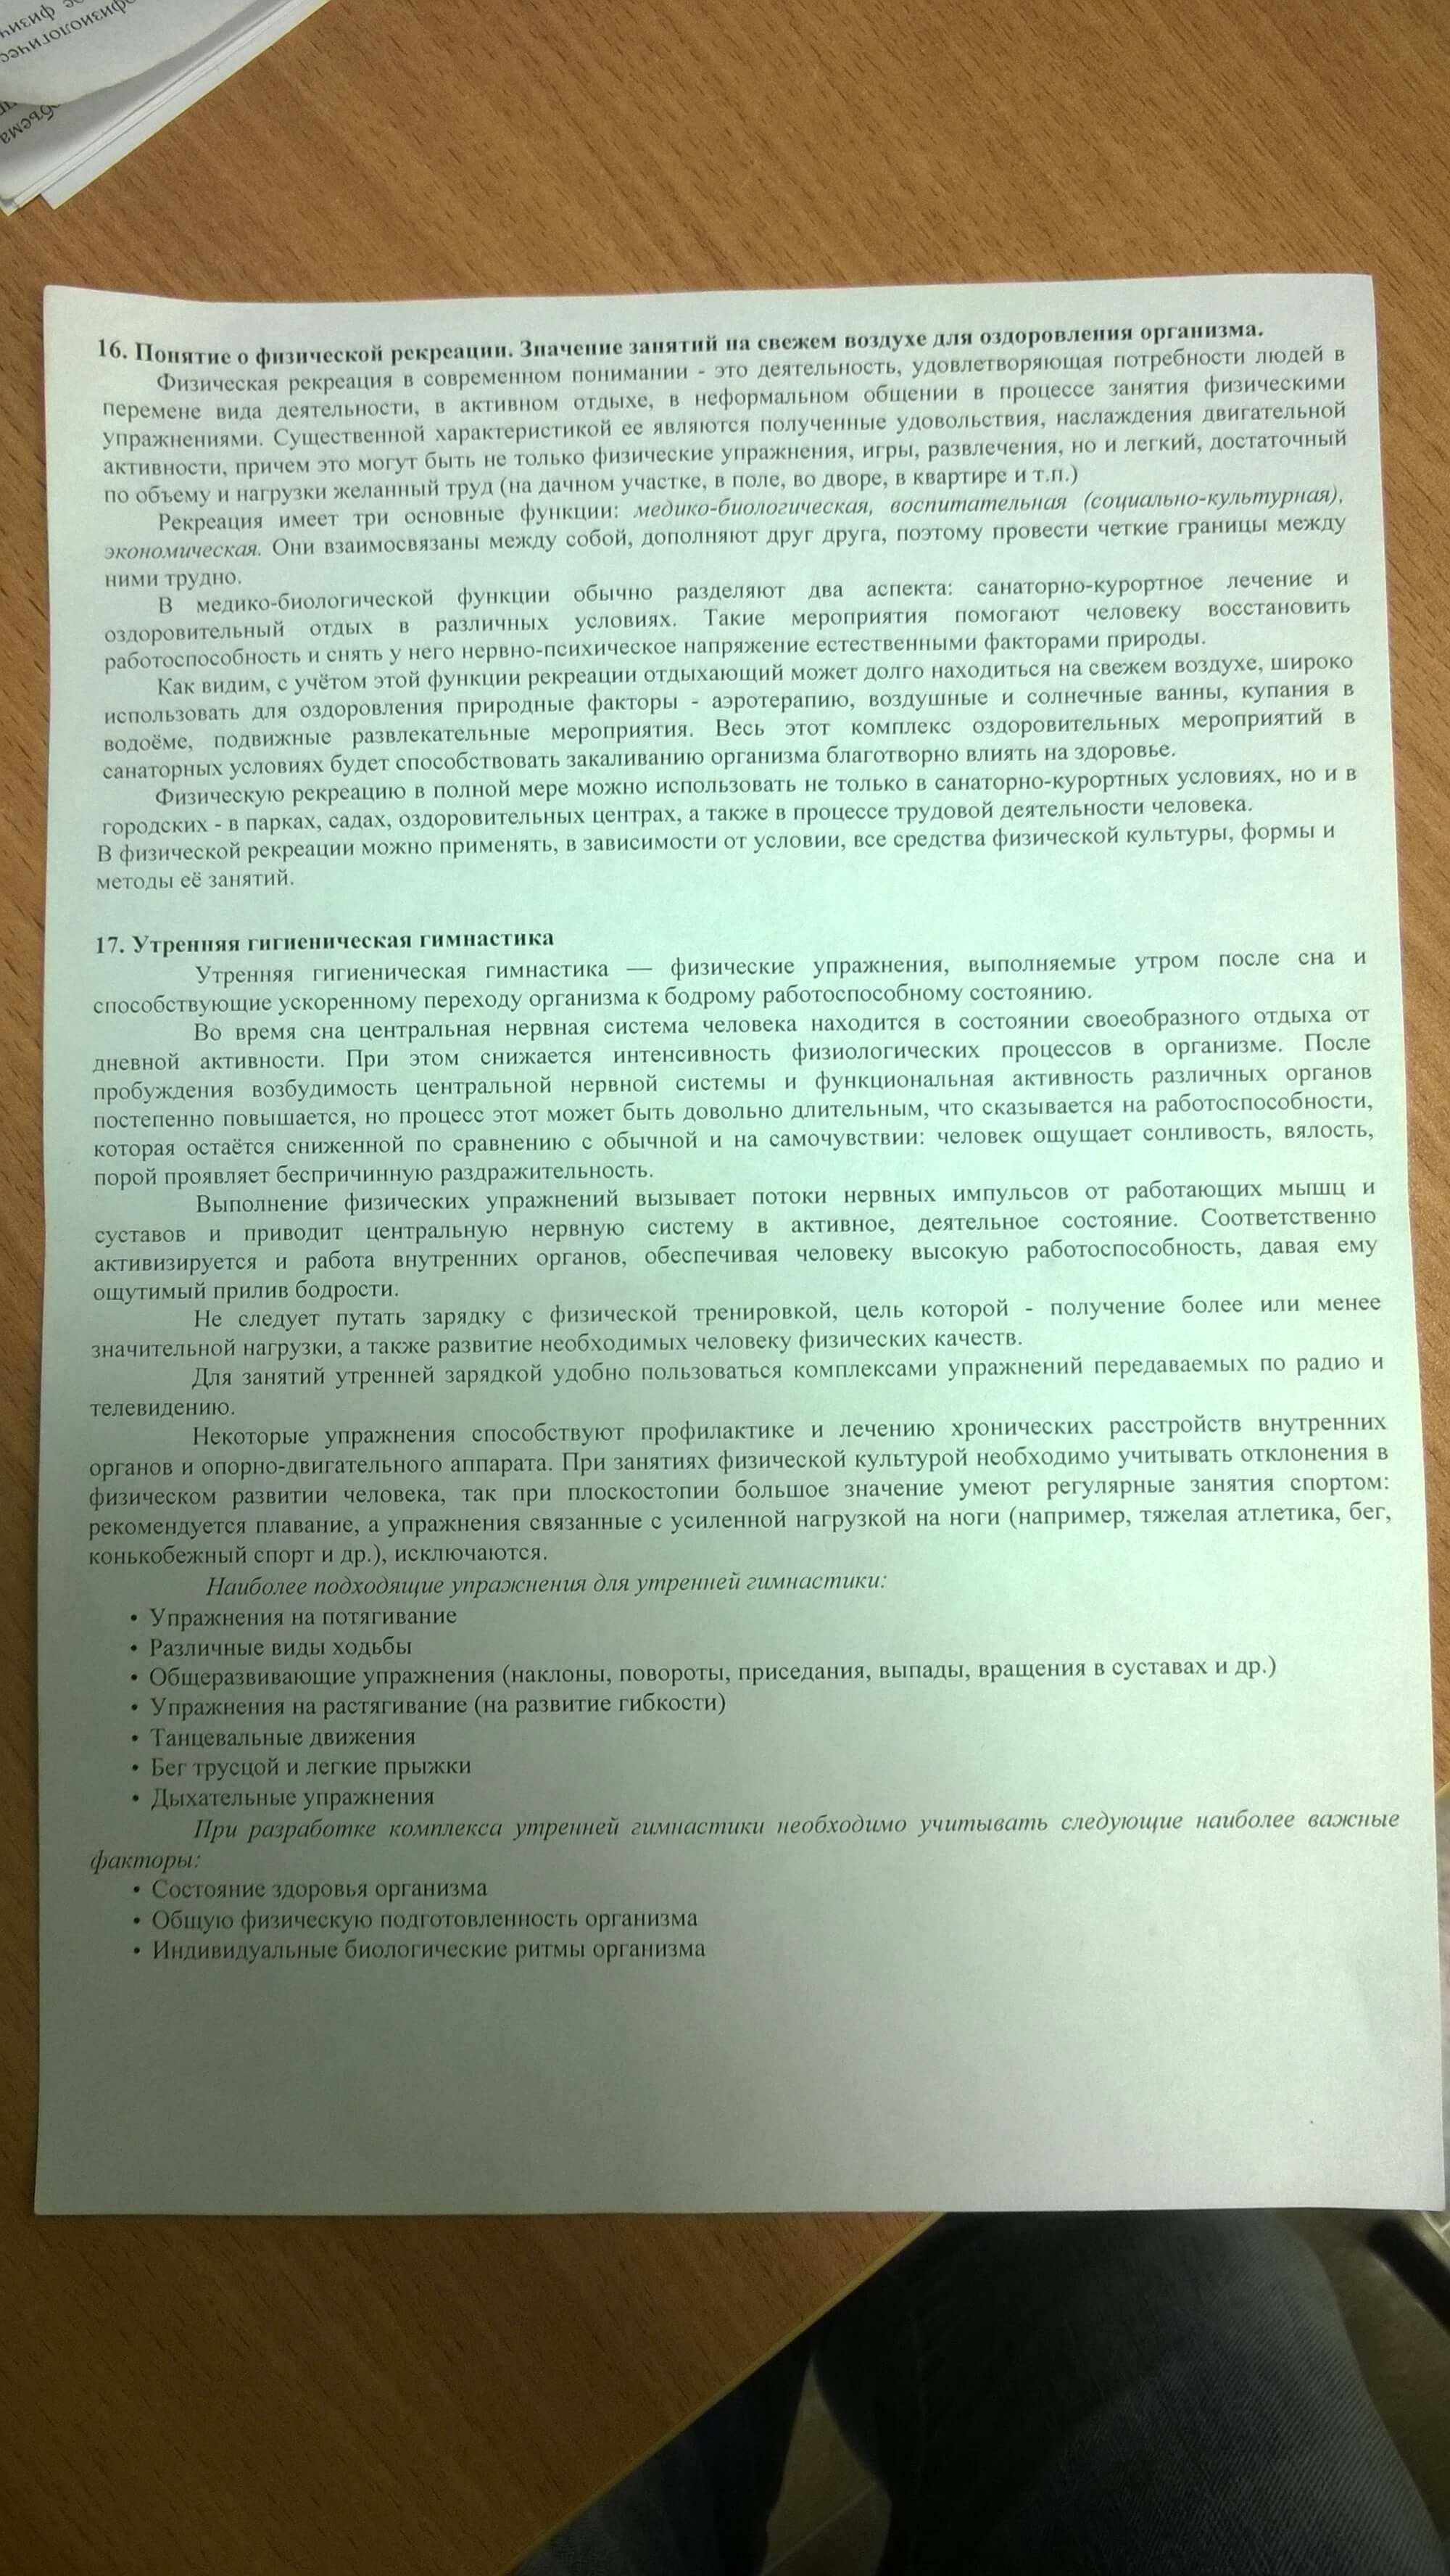 физич
физиологичес
объема
16. Понятие о физической рекреации. Значение занятий на свежем воздухе для оздоровления организма.
Физическая рекреация в современном понимании - это деятельность, удовлетворяющая потребности людей в
перемене вида деятельности, в активном отдыхе, в неформальном общении в процессе занятия физическими
упражнениями. Существенной характеристикой ее являются полученные удовольствия, наслаждения двигательной
активности, причем это могут быть не только физические упражнения, игры, развлечения, но и легкий, достаточный
по объему и нагрузки желанный труд (на дачном участке, в поле, во дворе, в квартире и т.п.)
Рекреация имеет три основные функции: медико-биологическая, воспитательная (социально-культурная),
экономическая. Они взаимосвязаны между собой, дополняют друг друга, поэтому провести четкие границы между
ними трудно.
В медико-биологической функции обычно разделяют два аспекта: санаторно-курортное лечение и
оздоровительный отдых в различных условиях. Такие мероприятия помогают человеку восстановить
работоспособность и снять у него нервно-психическое напряжение естественными факторами природы.
Как видим, с учётом этой функции рекреации отдыхающий может долго находиться на свежем воздухе, широко
использовать для оздоровления природные факторы - аэротерапию, воздушные и солнечные ванны, купания в
водоёме, подвижные развлекательные мероприятия. Весь этот комплекс оздоровительных мероприятий в
санаторных условиях будет способствовать закаливанию организма благотворно влиять на здоровье.
Физическую рекреацию в полной мере можно использовать не только в санаторно-курортных условиях, но и в
городских - в парках, садах, оздоровительных центрах, а также в процессе трудовой деятельности человека.
В физической рекреации можно применять, в зависимости от условии, все средства физической культуры, формы и
методы её занятий.
17. Утренняя гигиеническая гимнастика
Утренняя гигиеническая гимнастика — физические упражнения, выполняемые утром после сна и
способствующие ускоренному переходу организма к бодрому работоспособному состоянию.
Во время сна центральная нервная система человека находится в состоянии своеобразного отдыха от
дневной активности. При этом снижается интенсивность физиологических процессов в организме. После
пробуждения возбудимость центральной нервной системы и функциональная активность различных органов
постепенно повышается, но процесс этот может быть довольно длительным, что сказывается на работоспособности,
которая остаётся сниженной по сравнению с обычной и на самочувствии: человек ощущает сонливость, вялость,
порой проявляет беспричинную раздражительность.
Выполнение физических упражнений вызывает потоки нервных импульсов от работающих мышц и
суставов и приводит центральную нервную систему в активное, деятельное состояние. Соответственно
активизируется и работа внутренних органов, обеспечивая человеку высокую работоспособность, давая ему
ощутимый прилив бодрости.
Не следует путать зарядку с физической тренировкой, цель которой - получение более или менее
значительной нагрузки, а также развитие необходимых человеку физических качеств.
Для занятий утренней зарядкой удобно пользоваться комплексами упражнений передаваемых по радио и
телевидению.
Некоторые упражнения способствуют профилактике и лечению хронических расстройств внутренних
органов и опорно-двигательного аппарата. При занятиях физической культурой необходимо учитывать отклонения в
физическом развитии человека, так при плоскостопии большое значение умеют регулярные занятия спортом:
рекомендуется плавание, а упражнения связанные с усиленной нагрузкой на ноги (например, тяжелая атлетика, бег,
конькобежный спорт и др.), исключаются.
Наиболее подходящие упражнения для утренней гимнастики:
• Упражнения на потягивание
• Различные виды ходьбы
• Общеразвивающие упражнения (наклоны, повороты, приседания, выпады, вращения в суставах и др.)
• Упражнения на растягивание (на развитие гибкости)
• Танцевальные движения
• Бег трусцой и легкие прыжки
• Дыхательные упражнения
При разработке комплекса утренней гимнастики необходимо учитывать следующие наиболее важные
факторы:
• Состояние здоровья организма
• Общую физическую подготовленность организма
• Индивидуальные биологические ритмы организма